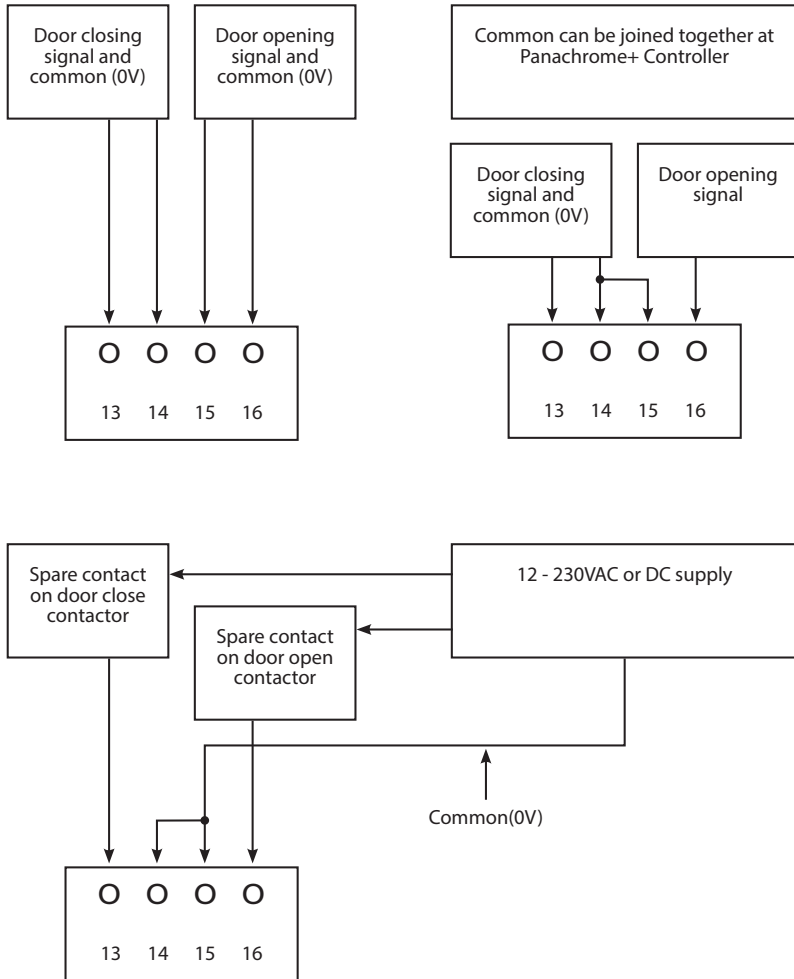 Door closing
signal and
common (0V)
Door opening
signal and
common (0V)
Common can be joined together at
Panachrome+ Controller
Door closing
signal and
common (0V)
Door opening
signal
O O O O
13 14 15 16
O O O O
13 14 15 16
Spare contact
on door close
contactor
Spare contact
on door open
contactor
12 - 230VAC or DC supply
Common(0V)
O O O O
13 14 15 16